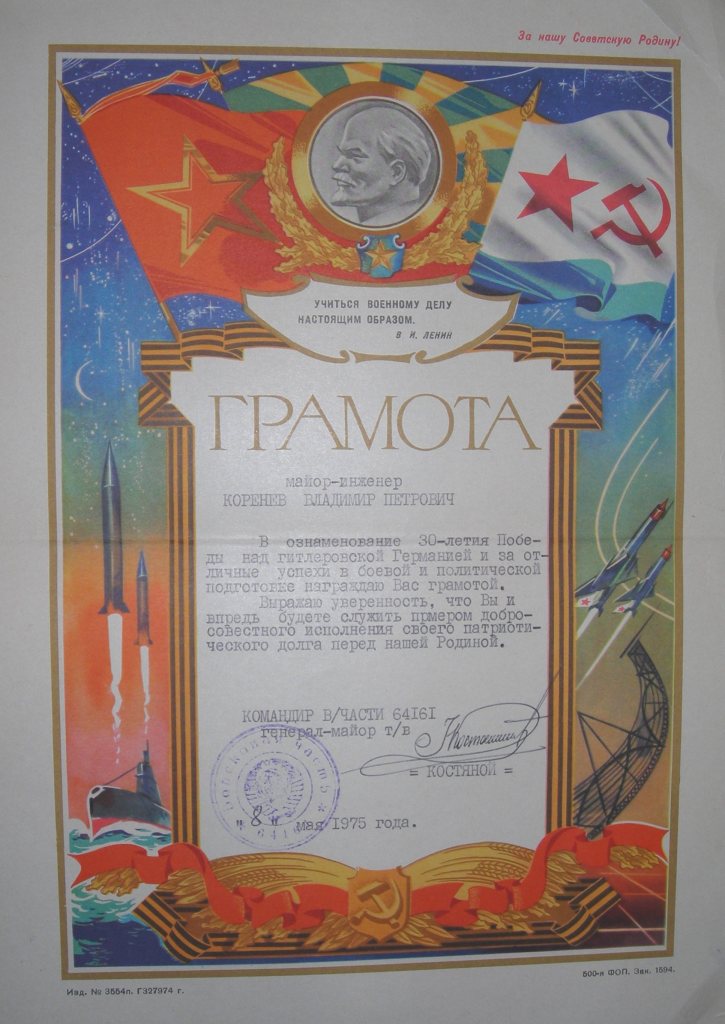 За нашу Советскую Родину!
УЧИТЬСЯ ВОЕННОМУ ДЕЛУ
НАСТОЯЩИМ ОБРАЗОМ.
В И. ЛЕНИН
ГРАМОТА
майор-инженер
КОРЕНЕВ ВЛАДИМИР ПЕТРОВИЧ
В ознаменование 30-летия Побе-
ды над гитлеровской Германией и за от-
личные успехи в боевой и политической
подготовке награждаю Вас грамотой.
Выражаю уверенность, что Вы и
впредь будете служить прмером добро-
совестного исполнения своего патриоти-
ческого долга перед нашей Родиной.
КОМАНДИР В/ЧАСТИ 64161
генерал-майор т/в
= КОСТЯНОЙ =
Войсковая часть
"8" мая 1975 года.
500-я ФОП. Зак. 1594.
Изд. № 3554п. Г327974 г.